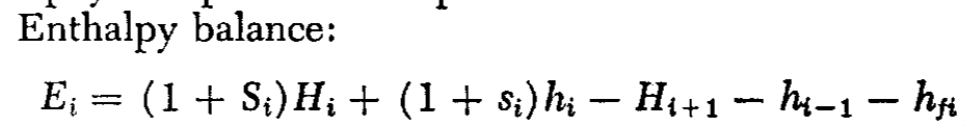 Enthalpy balance:
E_i = (1 + S_i)H_i + (1 + s_i)h_i − H_{i+1} − h_{i−1} − h_{fi}